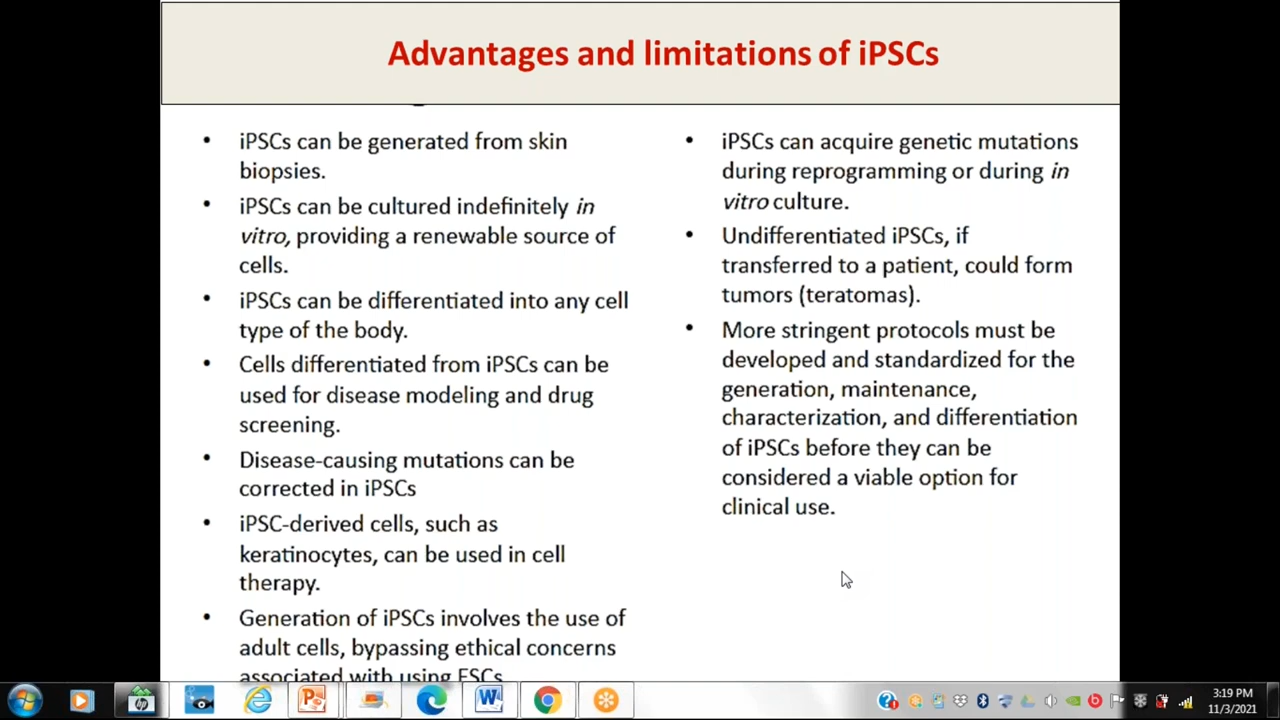 Advantages and limitations of iPSCs
• iPSCs can be generated from skin
biopsies.
• iPSCs can be cultured indefinitely in
vitro, providing a renewable source of
cells.
• iPSCs can be differentiated into any cell
type of the body.
• Cells differentiated from iPSCs can be
used for disease modeling and drug
screening.
• Disease-causing mutations can be
corrected in iPSCs
• iPSC-derived cells, such as
keratinocytes, can be used in cell
therapy.
• Generation of iPSCs involves the use of
adult cells, bypassing ethical concerns
associated with using ESCs
• iPSCs can acquire genetic mutations
during reprogramming or during in
vitro culture.
• Undifferentiated iPSCs, if
transferred to a patient, could form
tumors (teratomas).
• More stringent protocols must be
developed and standardized for the
generation, maintenance,
characterization, and differentiation
of iPSCs before they can be
considered a viable option for
clinical use.
3:19 PM
11/3/2021